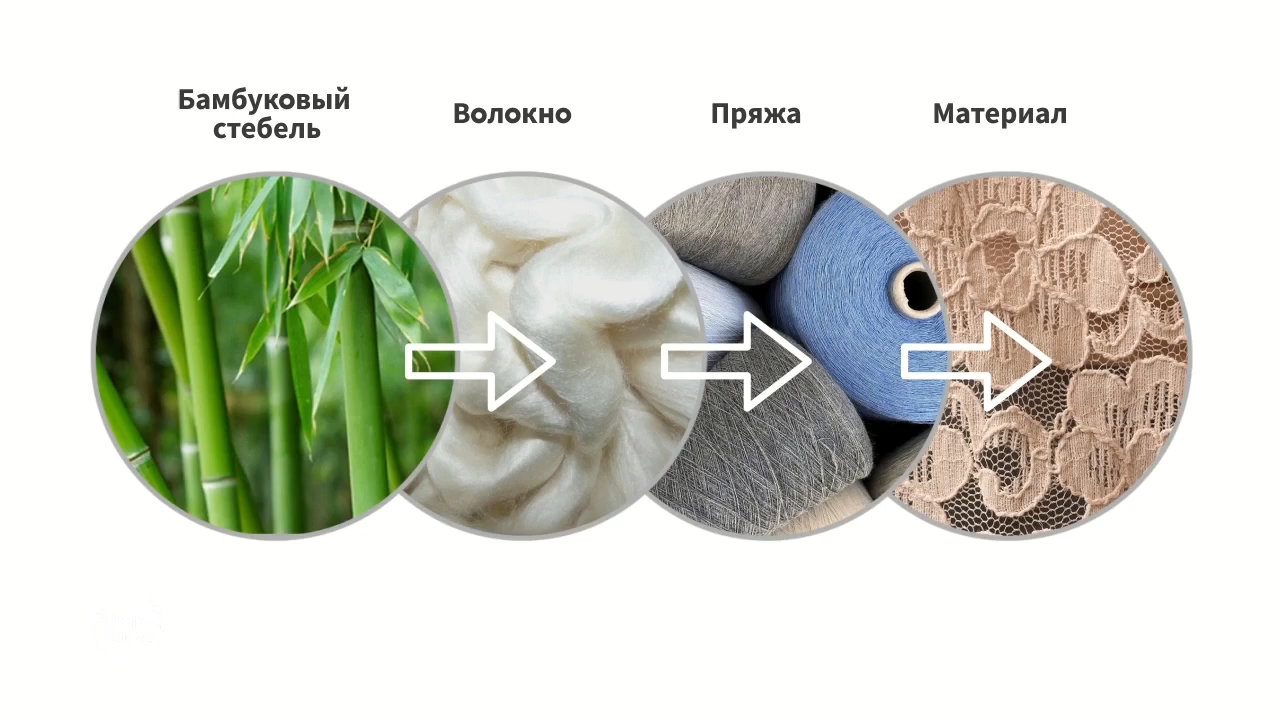 Бамбуковый
стебель
Волокно
Пряжа
Материал